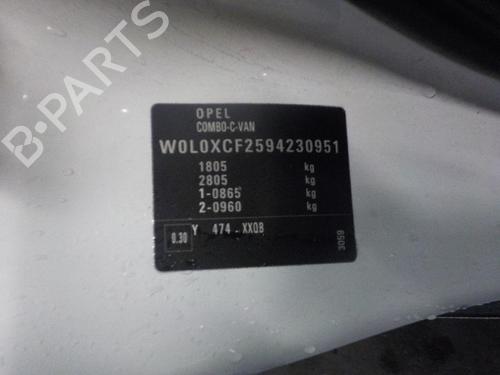 B-PARTS
OPEL
COMBO-C-VAN
W0L0XCF2594230951
1805 kg
2805 kg
1-0865 kg
2-0960 kg
0.30 Y 474 - XXQB
3059